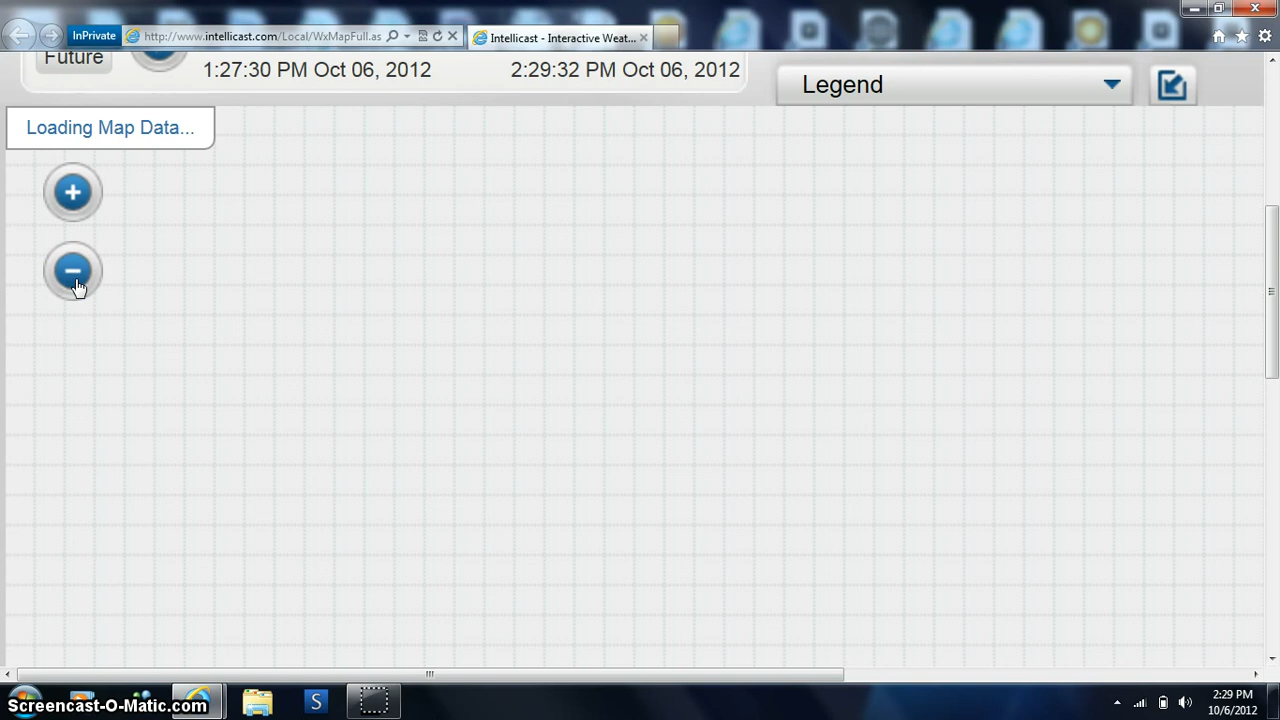 InPrivate
http://www.intellicast.com/Local/WxMapFull.as
Intellicast - Interactive Weat...
Future
1:27:30 PM Oct 06, 2012
2:29:32 PM Oct 06, 2012
Legend
Loading Map Data...
S
Screencast-O-Matic.com
2:29 PM
10/6/2012